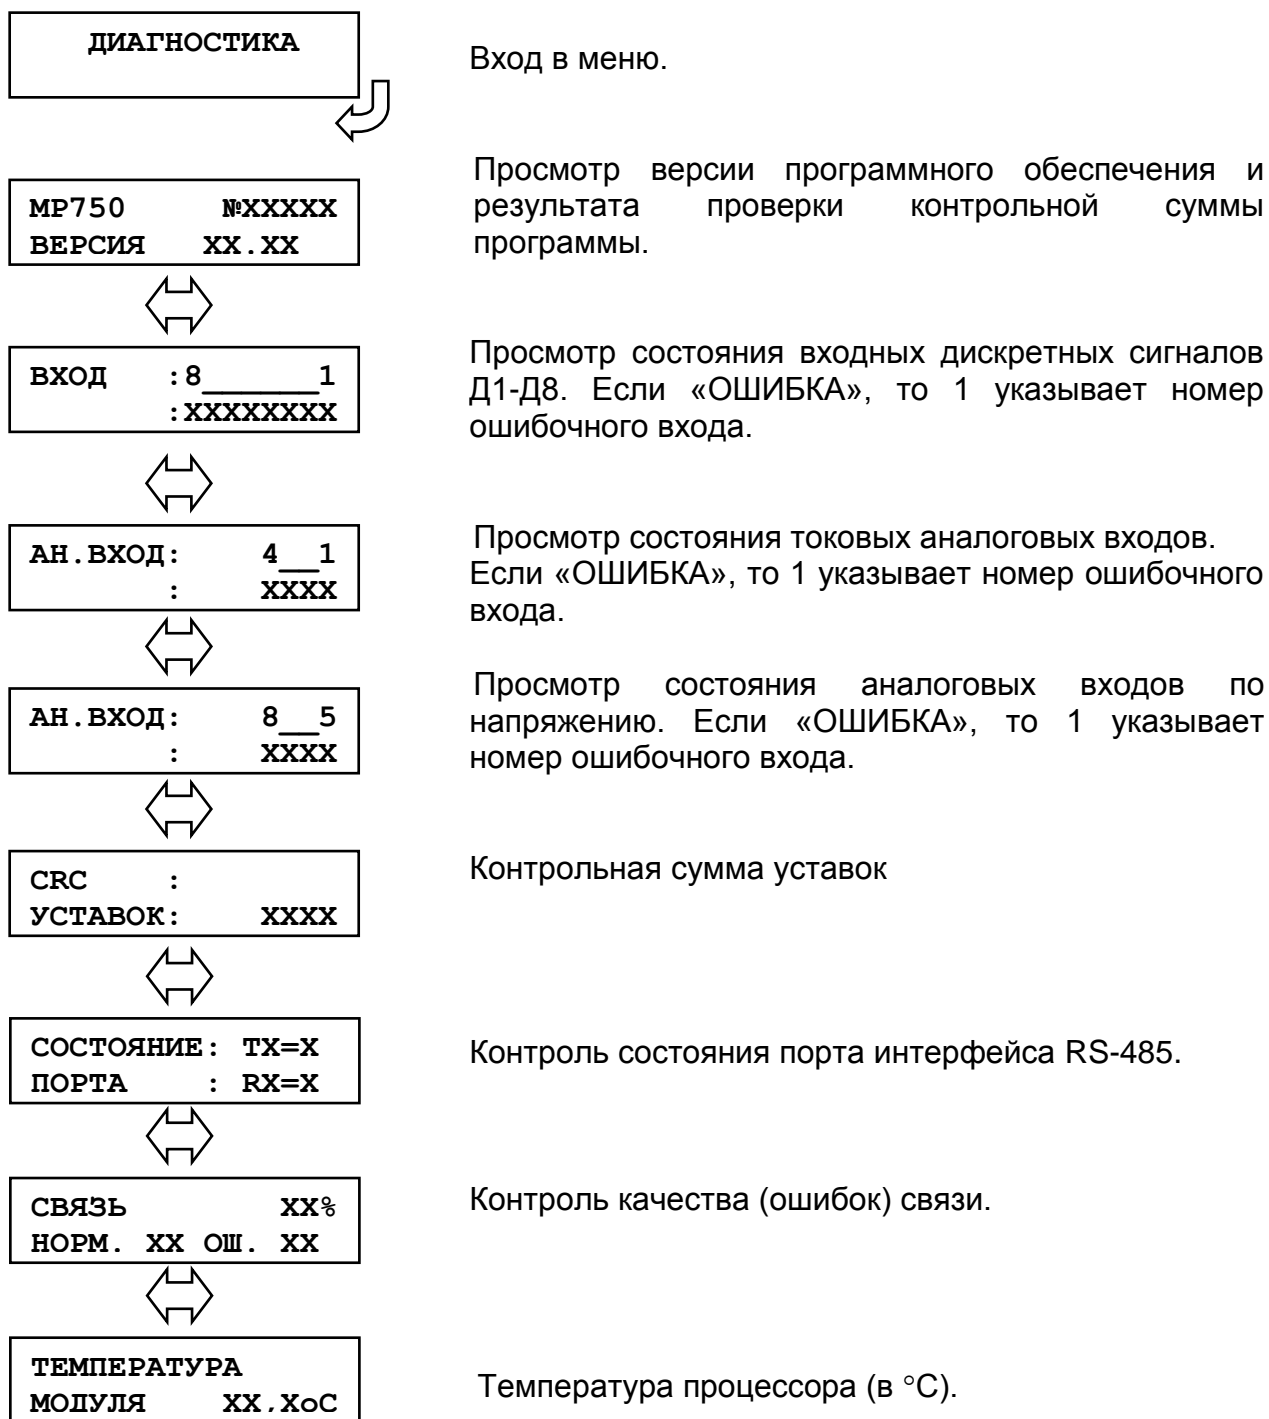 ДИАГНОСТИКА
Вход в меню.
МР750 №XXXXX
ВЕРСИЯ XX.XX
Просмотр версии программного обеспечения и
результата проверки контрольной суммы
программы.
ВХОД :8______1
:XXXXXXXX
Просмотр состояния входных дискретных сигналов
Д1-Д8. Если «ОШИБКА», то 1 указывает номер
ошибочного входа.
АН.ВХОД: 4__1
: XXXX
Просмотр состояния токовых аналоговых входов.
Если «ОШИБКА», то 1 указывает номер ошибочного
входа.
АН.ВХОД: 8__5
: XXXX
Просмотр состояния аналоговых входов по
напряжению. Если «ОШИБКА», то 1 указывает
номер ошибочного входа.
CRC :
УСТАВОК: XXXX
Контрольная сумма уставок
СОСТОЯНИЕ: TX=X
ПОРТА : RX=X
Контроль состояния порта интерфейса RS-485.
СВЯЗЬ XX%
НОРМ. XX ОШ. XX
Контроль качества (ошибок) связи.
ТЕМПЕРАТУРА
МОДУЛЯ XX,XoC
Температура процессора (в °С).